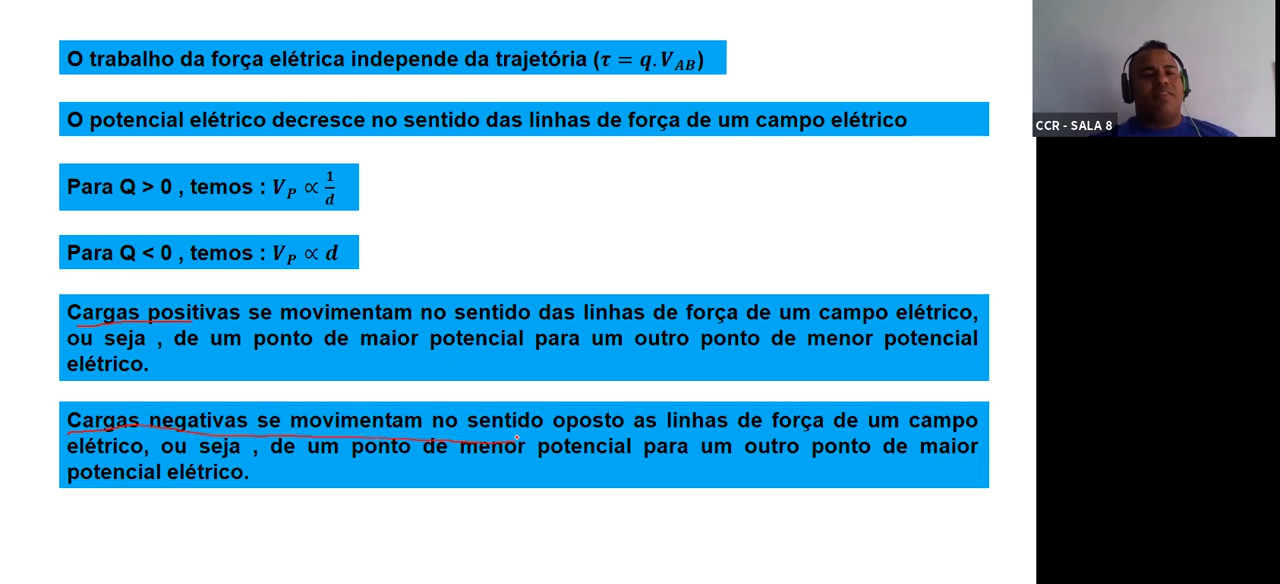 O trabalho da força elétrica independe da trajetória (τ = q.V_AB)
O potencial elétrico decresce no sentido das linhas de força de um campo elétrico
Para Q > 0 , temos : V_P ∝ 1/d
Para Q < 0 , temos : V_P ∝ d
Cargas positivas se movimentam no sentido das linhas de força de um campo elétrico,
ou seja , de um ponto de maior potencial para um outro ponto de menor potencial
elétrico.
Cargas negativas se movimentam no sentido oposto as linhas de força de um campo
elétrico, ou seja , de um ponto de menor potencial para um outro ponto de maior
potencial elétrico.
CCR - SALA 8